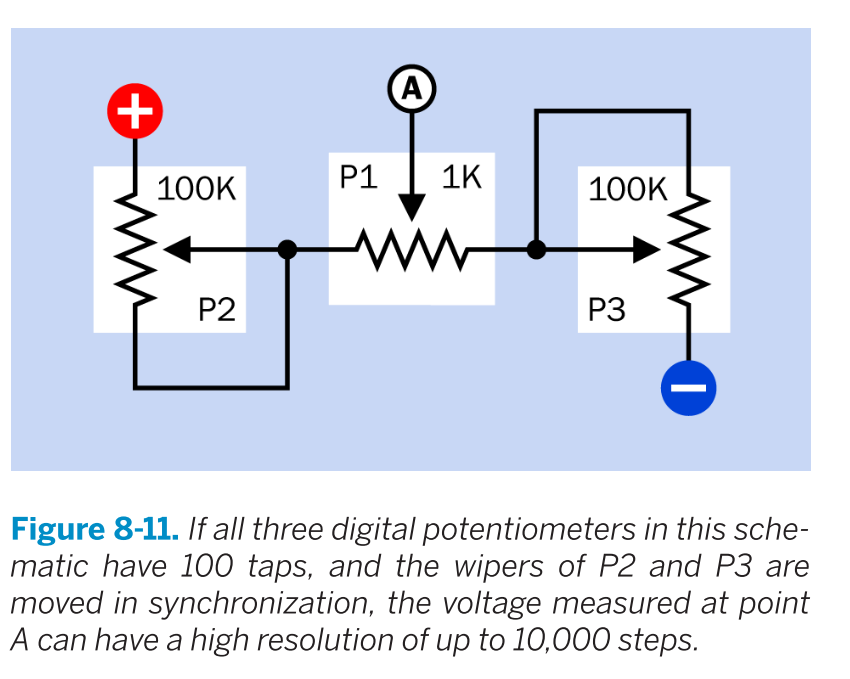 +
A
P1 1K
100K
100K
P2
P3
−
Figure 8-11. If all three digital potentiometers in this sche-
matic have 100 taps, and the wipers of P2 and P3 are
moved in synchronization, the voltage measured at point
A can have a high resolution of up to 10,000 steps.